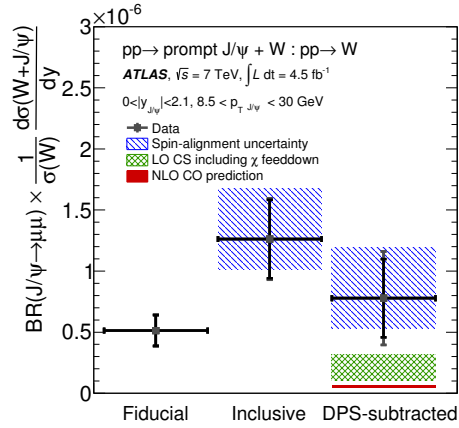 3×10⁻⁶
pp→ prompt J/ψ + W : pp→ W
ATLAS, √s = 7 TeV, ∫L dt = 4.5 fb⁻¹
0<|y_J/ψ|<2.1, 8.5 < p_T J/ψ < 30 GeV
Data
Spin-alignment uncertainty
LO CS including χ feeddown
NLO CO prediction
BR(J/ψ→μμ) × 1/σ(W) dσ(W+J/ψ)/dy
2.5
2
1.5
1
0.5
0
Fiducial Inclusive DPS-subtracted